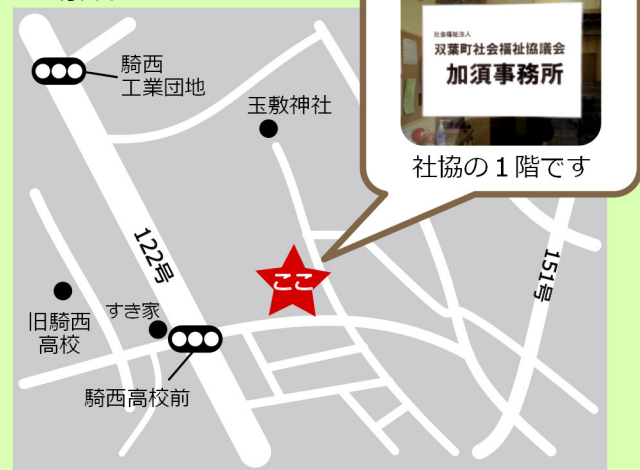 社会福祉法人
双葉町社会福祉協議会
加須事務所
社協の1階です
騎西
工業団地
玉敷神社
122号
151号
ここ
旧騎西
高校
すき家
騎西高校前